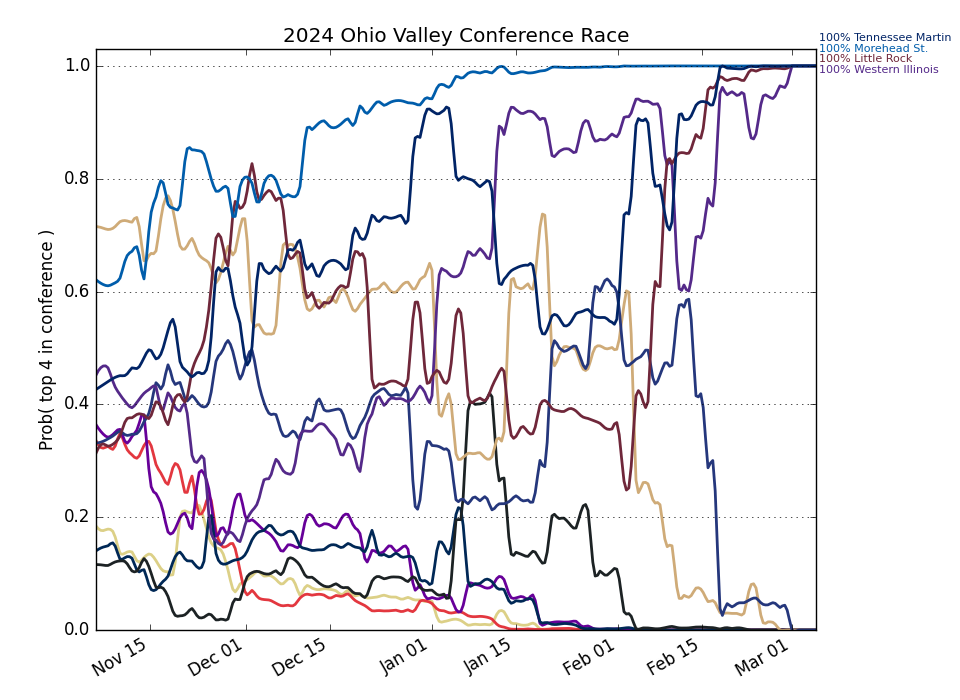 2024 Ohio Valley Conference Race
100% Tennessee Martin
100% Morehead St.
100% Little Rock
100% Western Illinois
Prob( top 4 in conference )
1.0
0.8
0.6
0.4
0.2
0.0
Nov 15
Dec 01
Dec 15
Jan 01
Jan 15
Feb 01
Feb 15
Mar 01